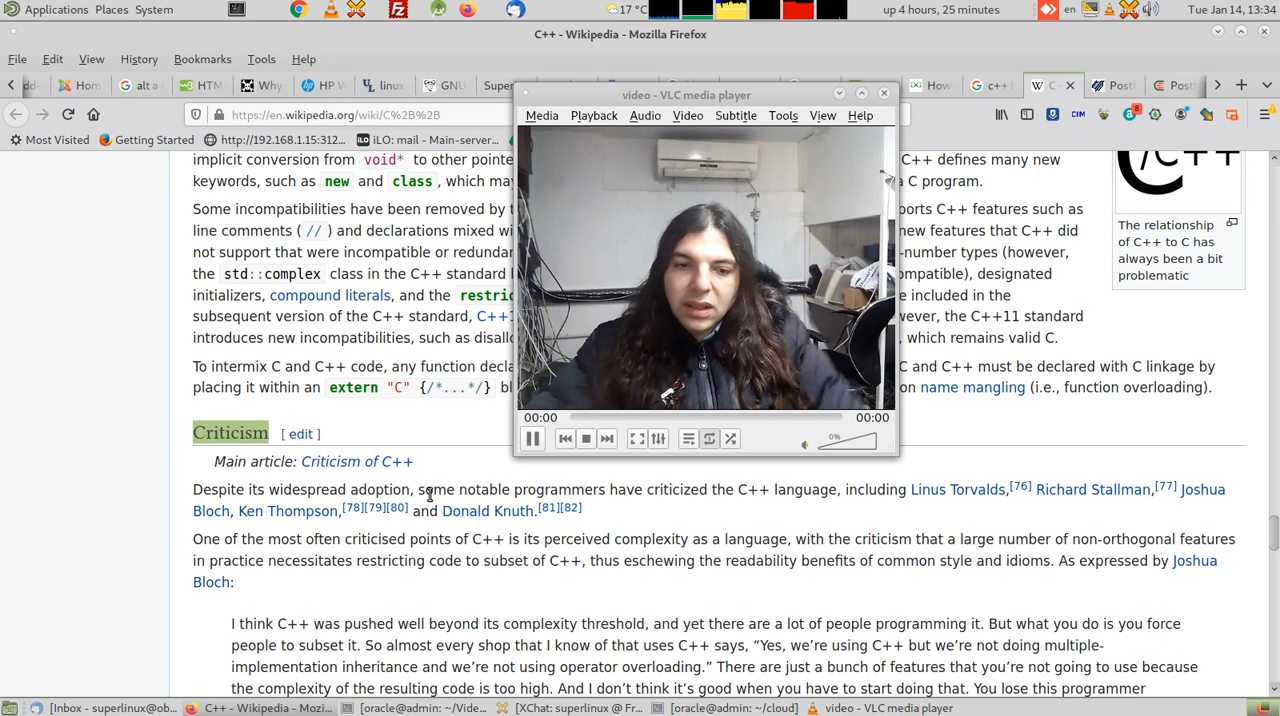 Applications Places System
17 °C
up 4 hours, 25 minutes
en
Tue Jan 14, 13:34
C++ - Wikipedia - Mozilla Firefox
File Edit View History Bookmarks Tools Help
dd- Hom alt a HTM Why HP W linux GNU Super How c++ f C Post Post
https://en.wikipedia.org/wiki/C%2B%2B
CIM
8
Most Visited Getting Started http://192.168.1.15:312... iLO: mail - Main-server...
video - VLC media player
Media Playback Audio Video Subtitle Tools View Help
00:00 00:00
0%
implicit conversion from void* to other pointe C++ defines many new
keywords, such as new and class, which may a C program.
Some incompatibilities have been removed by t ports C++ features such as
line comments ( // ) and declarations mixed wi new features that C++ did
not support that were incompatible or redundan -number types (however,
the std::complex class in the C++ standard l ompatible), designated
initializers, compound literals, and the restric e included in the
subsequent version of the C++ standard, C++1 wever, the C++11 standard
introduces new incompatibilities, such as disallo , which remains valid C.
To intermix C and C++ code, any function decla C and C++ must be declared with C linkage by
placing it within an extern "C" {/*...*/} bl on name mangling (i.e., function overloading).
C/C++
The relationship
of C++ to C has
always been a bit
problematic
Criticism [ edit ]
Main article: Criticism of C++
Despite its widespread adoption, some notable programmers have criticized the C++ language, including Linus Torvalds,[76] Richard Stallman,[77] Joshua
Bloch, Ken Thompson,[78][79][80] and Donald Knuth.[81][82]
One of the most often criticised points of C++ is its perceived complexity as a language, with the criticism that a large number of non-orthogonal features
in practice necessitates restricting code to subset of C++, thus eschewing the readability benefits of common style and idioms. As expressed by Joshua
Bloch:
I think C++ was pushed well beyond its complexity threshold, and yet there are a lot of people programming it. But what you do is you force
people to subset it. So almost every shop that I know of that uses C++ says, “Yes, we’re using C++ but we’re not doing multiple-
implementation inheritance and we’re not using operator overloading.” There are just a bunch of features that you’re not going to use because
the complexity of the resulting code is too high. And I don’t think it’s good when you have to start doing that. You lose this programmer
[Inbox - superlinux@ob... C++ - Wikipedia - Mozi... [oracle@admin: ~/Vide... [XChat: superlinux @ Fr... [oracle@admin: ~/cloud] video - VLC media player